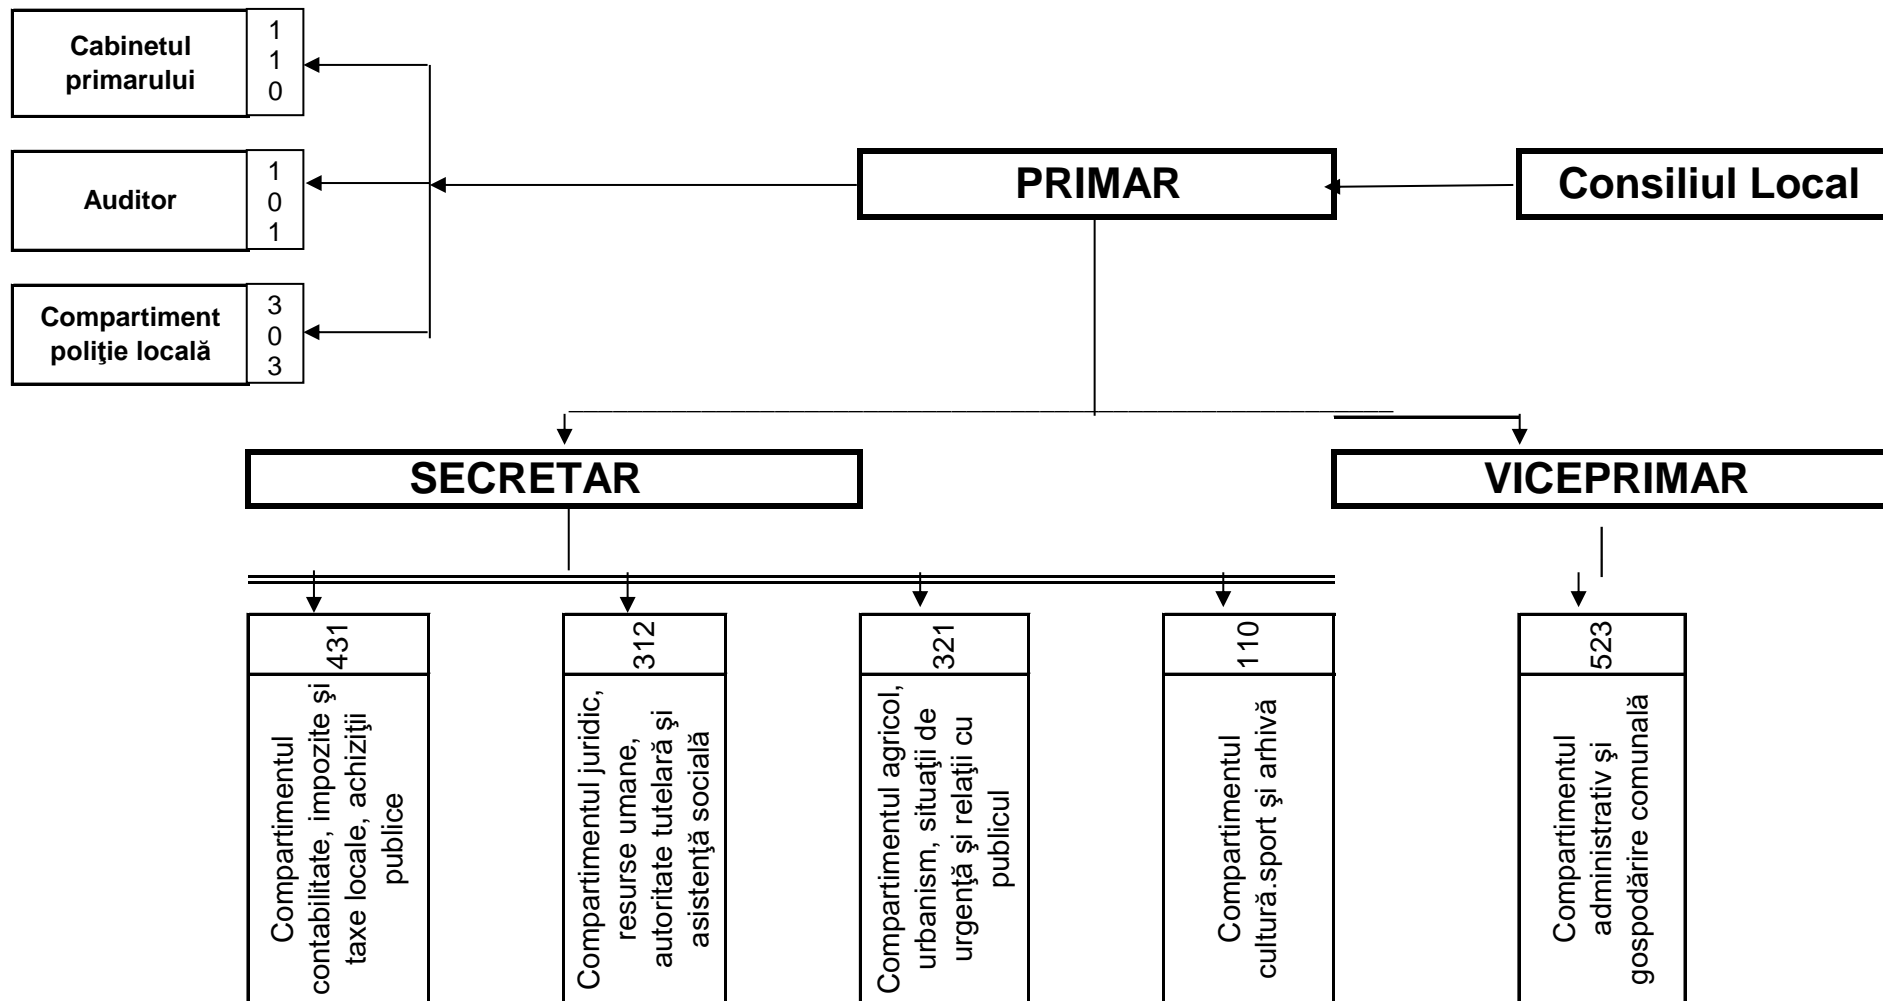 Cabinetul
primarului
1
1
0
Auditor
1
0
1
Compartiment
poliţie locală
3
0
3
PRIMAR
Consiliul Local
SECRETAR
VICEPRIMAR
431
Compartimentul
contabilitate, impozite şi
taxe locale, achiziţii
publice
312
Compartimentul juridic,
resurse umane,
autoritate tutelară şi
asistenţă socială
321
Compartimentul agricol,
urbanism, situaţii de
urgenţă şi relaţii cu
publicul
110
Compartimentul
cultură.sport şi arhivă
523
Compartimentul
administrativ şi
gospodărire comunală